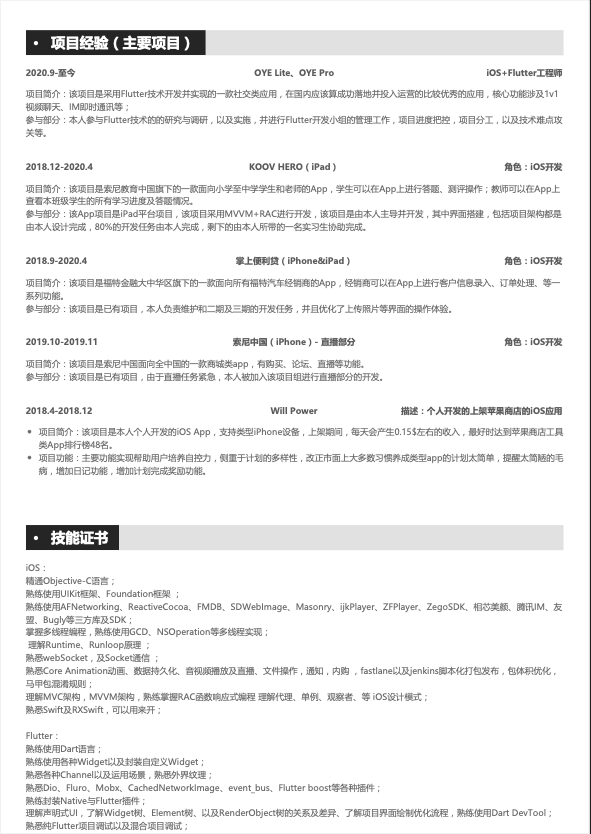 • 项目经验（主要项目）
2020.9-至今 OYE Lite、OYE Pro iOS+Flutter工程师
项目简介：该项目是采用Flutter技术开发并实现的一款社交类应用，在国内应该算成功落地并投入运营的比较优秀的应用，核心功能涉及1v1
视频聊天、IM即时通讯等；
参与部分：本人参与Flutter技术的的研究与调研，以及实施，并进行Flutter开发小组的管理工作，项目进度把控，项目分工，以及技术难点攻
关等。
2018.12-2020.4 KOOV HERO（iPad） 角色：iOS开发
项目简介：该项目是索尼教育中国旗下的一款面向小学至中学学生和老师的App，学生可以在App上进行答题、测评操作；教师可以在App上
查看本班级学生的所有学习进度及答题情况。
参与部分：该App项目是iPad平台项目，该项目采用MVVM+RAC进行开发，该项目是由本人主导并开发，其中界面搭建，包括项目架构都是
由本人设计完成，80%的开发任务由本人完成，剩下的由本人所带的一名实习生协助完成。
2018.9-2020.4 掌上便利贷（iPhone&iPad） 角色：iOS开发
项目简介：该项目是福特金融大中华区旗下的一款面向所有福特汽车经销商的App，经销商可以在App上进行客户信息录入、订单处理、等一
系列功能。
参与部分：该项目是已有项目，本人负责维护和二期及三期的开发任务，并且优化了上传照片等界面的操作体验。
2019.10-2019.11 索尼中国（iPhone）- 直播部分 角色：iOS开发
项目简介：该项目是索尼中国面向全中国的一款商城类app，有购买、论坛、直播等功能。
参与部分：该项目是已有项目，由于直播任务紧急，本人被加入该项目组进行直播部分的开发。
2018.4-2018.12 Will Power 描述：个人开发的上架苹果商店的iOS应用
• 项目简介：该项目是本人个人开发的iOS App，支持类型iPhone设备，上架期间，每天会产生0.15$左右的收入，最好时达到苹果商店工具
类App排行榜48名。
• 项目功能：主要功能实现帮助用户培养自控力，侧重于计划的多样性，改正市面上大多数习惯养成类型app的计划太简单，提醒太简陋的毛
病，增加日记功能，增加计划完成奖励功能。
• 技能证书
iOS：
精通Objective-C语言；
熟练使用UIKit框架、Foundation框架 ；
熟练使用AFNetworking、ReactiveCocoa、FMDB、SDWebImage、Masonry、ijkPlayer、ZFPlayer、ZegoSDK、相芯美颜、腾讯IM、友
盟、Bugly等三方库及SDK；
掌握多线程编程，熟练使用GCD、NSOperation等多线程实现；
理解Runtime、Runloop原理 ；
熟悉webSocket，及Socket通信 ；
熟悉Core Animation动画、数据持久化、音视频播放及直播、文件操作，通知，内购 ，fastlane以及jenkins脚本化打包发布，包体积优化，
马甲包混淆规则；
理解MVC架构，MVVM架构，熟练掌握RAC函数响应式编程 理解代理、单例、观察者、等 iOS设计模式；
熟悉Swift及RXSwift，可以用来开；
Flutter：
熟练使用Dart语言；
熟练使用各种Widget以及封装自定义Widget；
熟悉各种Channel以及运用场景，熟悉外界纹理；
熟悉Dio、Fluro、Mobx、CachedNetworkImage、event_bus、Flutter boost等各种插件；
熟练封装Native与Flutter插件；
理解声明式UI，了解Widget树、Element树、以及RenderObject树的关系及差异、了解项目界面绘制优化流程，熟练使用Dart DevTool；
熟悉纯Flutter项目调试以及混合项目调试；